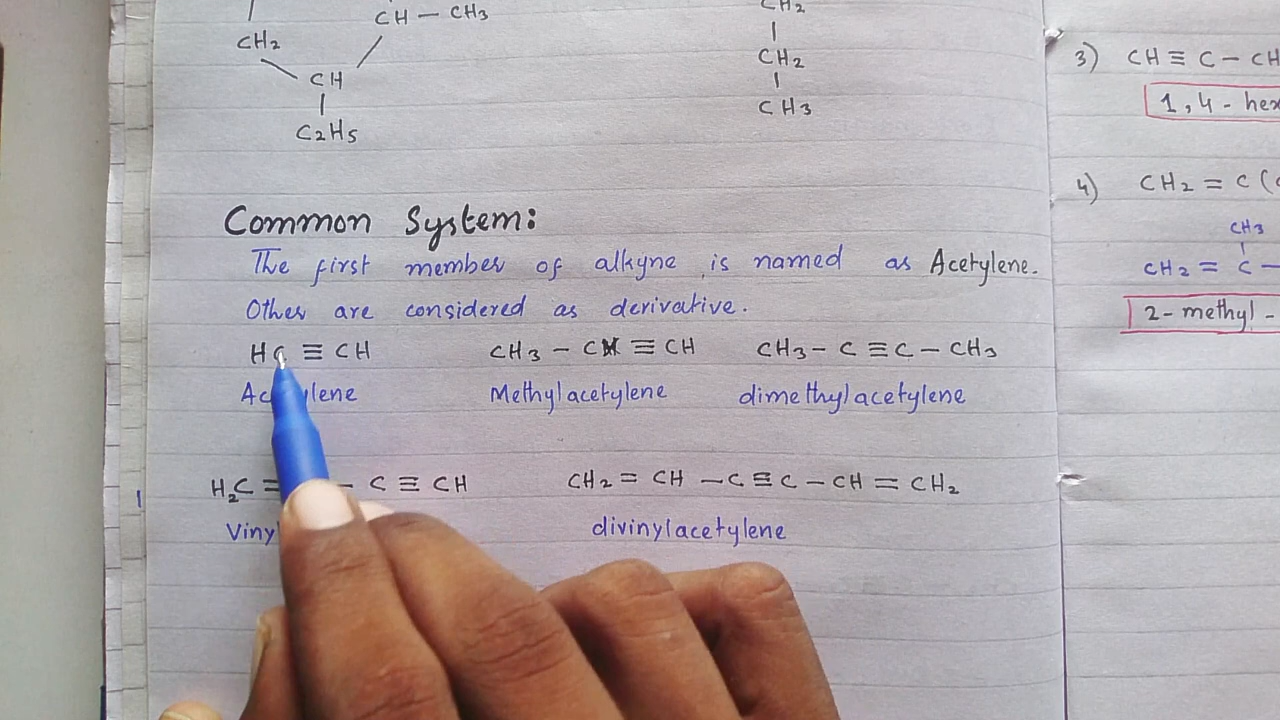 CH — CH3
CH2
CH
C2H5
CH2
CH2
CH3
Common System:
The first member of alkyne is named as Acetylene.
Other are considered as derivative.
HC ≡ CH CH3 – C ≡ CH CH3 – C ≡ C – CH3
Methylacetylene dimethylacetylene
H2C = – C ≡ CH CH2 = CH – C ≡ C – CH = CH2
divinylacetylene
3) CH ≡ C – CH
1,4 - hex
4) CH2 = C (
CH3
CH2 = C –
2 - methyl -